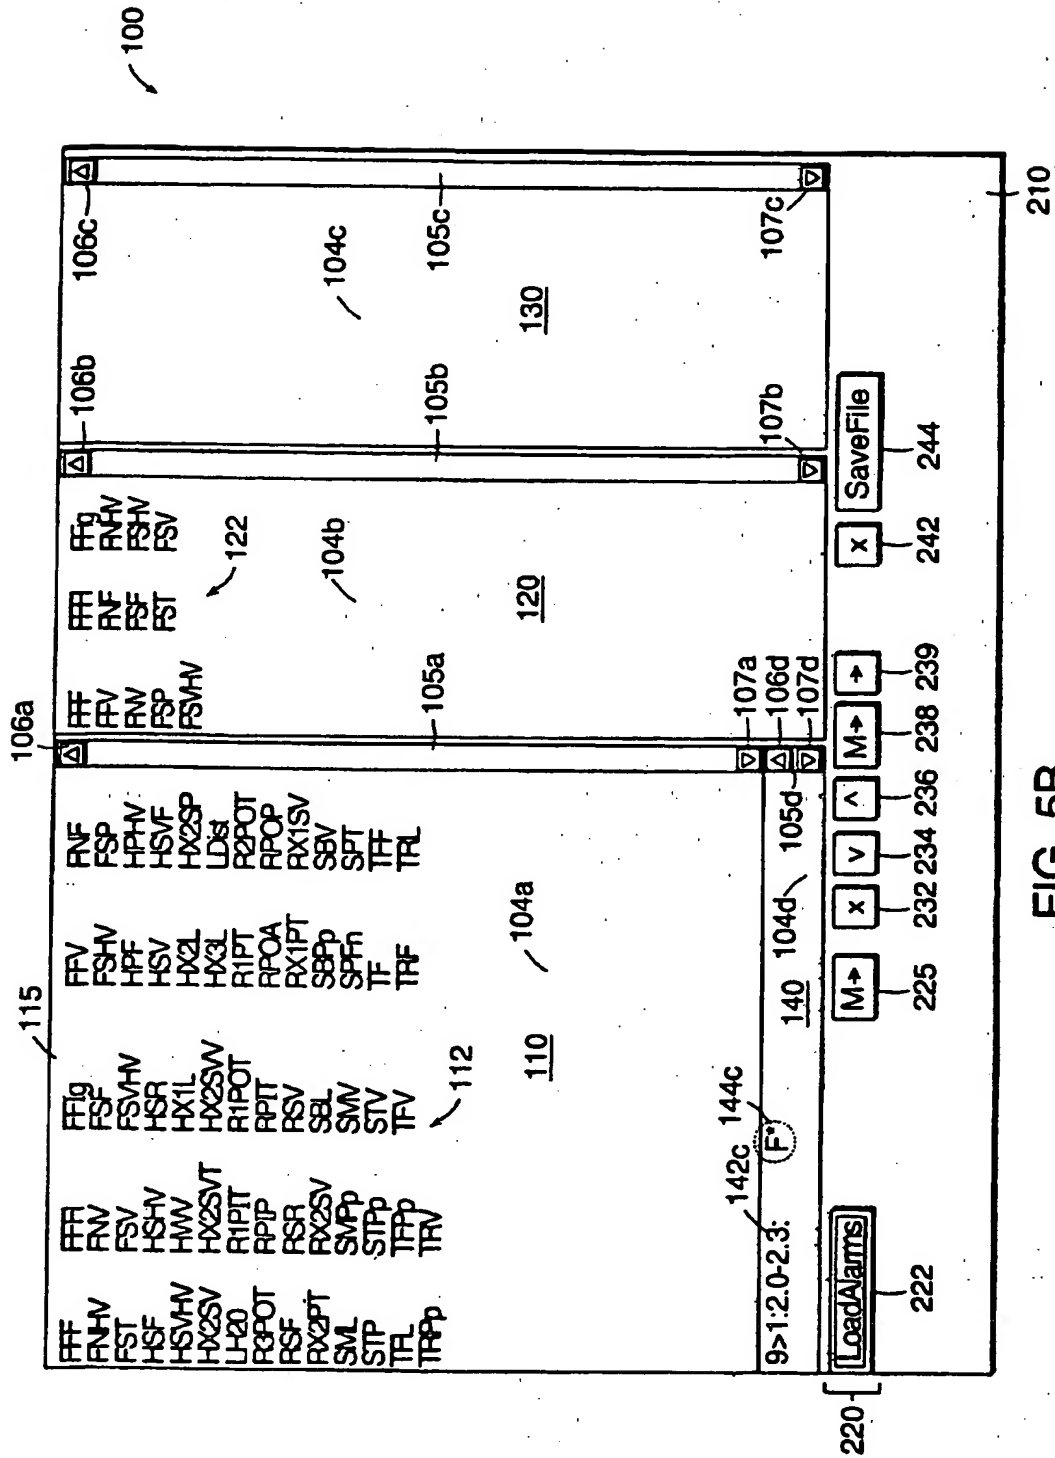 100
115
106a
FFF FFR FFlg FFV FNF
FNHV FNV FSF FSHV FSP
FST FSV FSVHV HPF HPHV
HSF HSHV HSR HSV HSVF
HSVHV HWV HX1L HX2L HX2SP
HX2SV HX2SVT HX2SVV HX3L LDst
LH20 R1PIT R1POT R1PT R2POT
R3POT RPIP RPIT RPOA RPOP
RSF RSR RSV RX1PT RX1SV
RX2PT RX2SV SBL SBPp SBV
SML SMPp SMV SPFn SPT
STP STPp STV TF TFF
TFL TFPp TFV TRF TRL
TRPp TRV
112
110
104a
105a
FFF FFR FFlg
FFV FNF FNHV
FNV FSF FSHV
FSP FST FSV
FSVHV
122
104b
120
106b
105b
106c
104c
105c
130
142c
144c
107a
106d
107d
107b
107c
9>1:2.0-2.3: F*
140
104d
105d
220
LoadAlarms M→ x v ^ M→ → x SaveFile
222 225 232 234 236 238 239 242 244
210
FIG. 5B